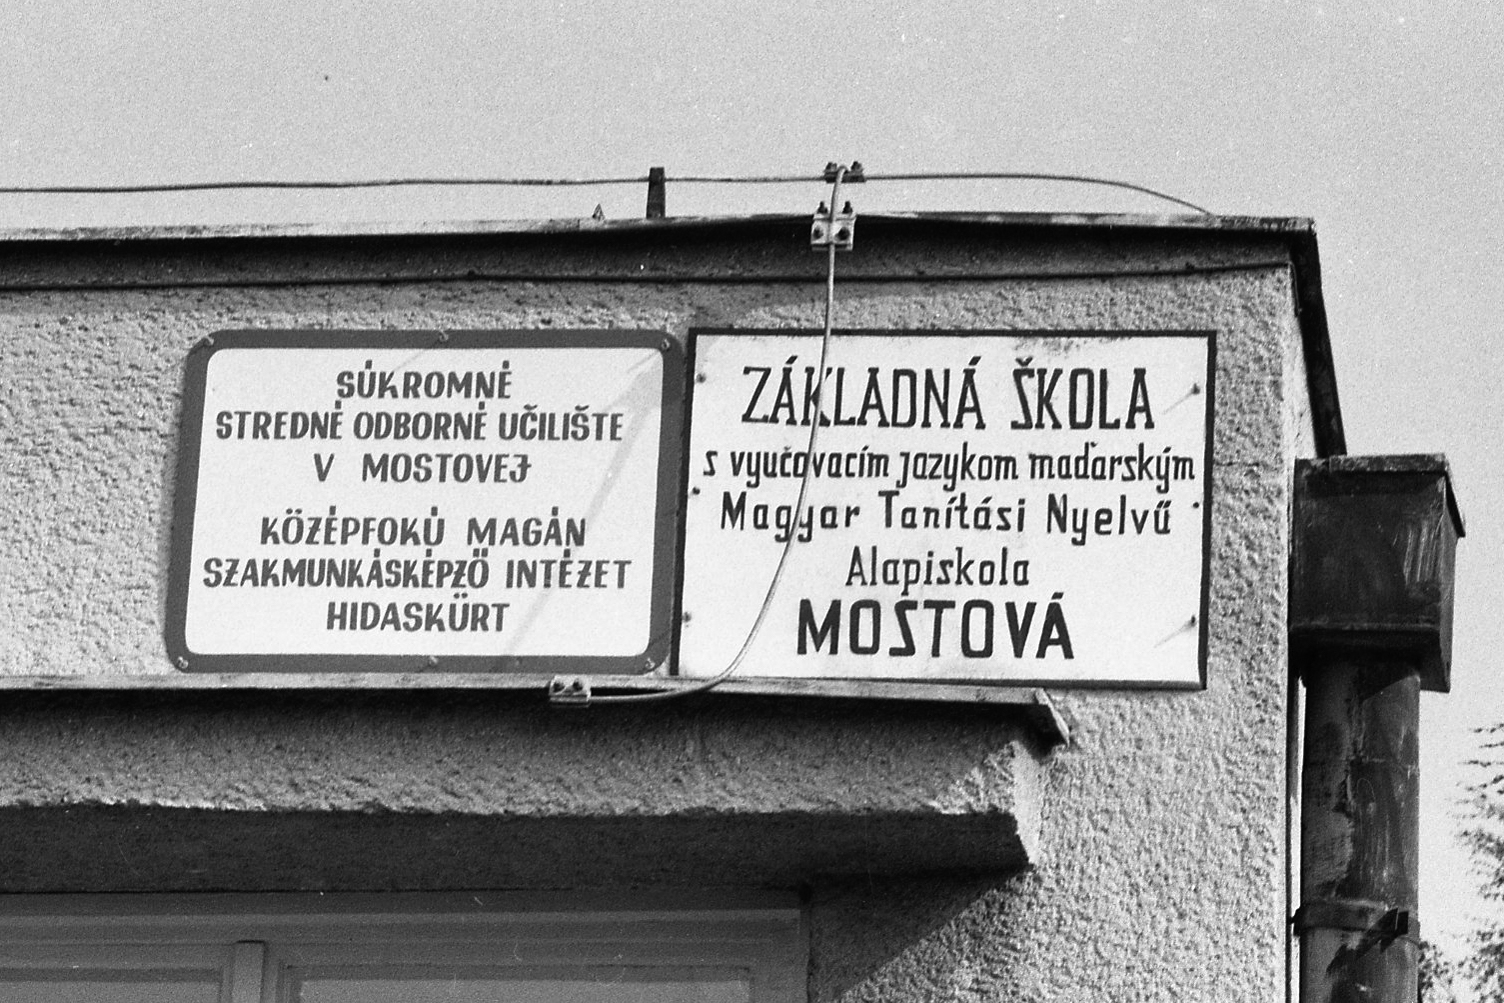 SÚKROMNÉ
STREDNÉ ODBORNÉ UČILIŠTE
V MOSTOVEJ
KÖZÉPFOKÚ MAGÁN
SZAKMUNKÁSKÉPZŐ INTÉZET
HIDASKÜRT
ZÁKLADNÁ ŠKOLA
s vyučovacím jazykom maďarským
Magyar Tanítási Nyelvű
Alapiskola
MOSTOVÁ